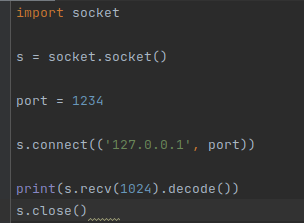 import socket
s = socket.socket()
port = 1234
s.connect(('127.0.0.1', port))
print(s.recv(1024).decode())
s.close()